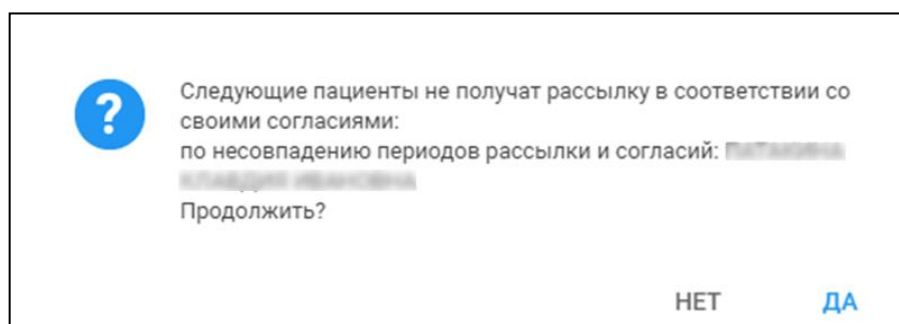 ?
Следующие пациенты не получат рассылку в соответствии со
своими согласиями:
по несовпадению периодов рассылки и согласий:
Продолжить?
НЕТ ДА